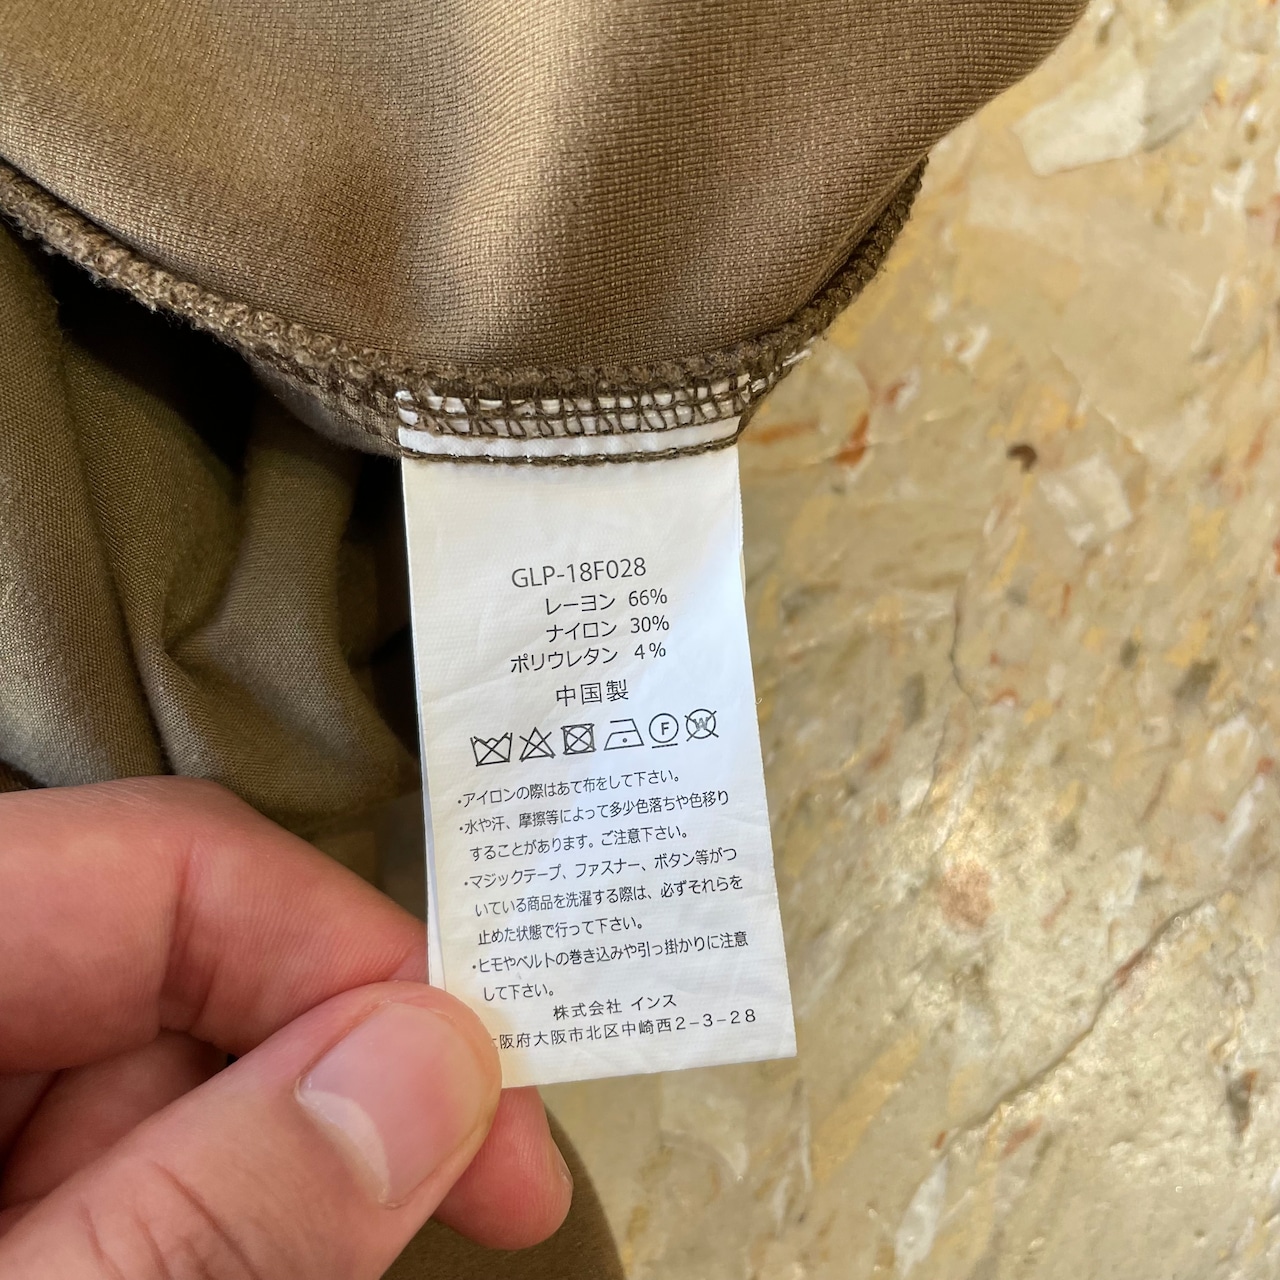 GLP-18F028
レーヨン 66%
ナイロン 30%
ポリウレタン 4%
中国製
F W
・アイロンの際はあて布をして下さい。
・水や汗、摩擦等によって多少色落ちや色移り
することがあります。ご注意下さい。
・マジックテープ、ファスナー、ボタン等がつ
いている商品を洗濯する際は、必ずそれらを
止めた状態で行って下さい。
・ヒモやベルトの巻き込みや引っ掛かりに注意
して下さい。
株式会社 インス
阪府大阪市北区中崎西2-3-28